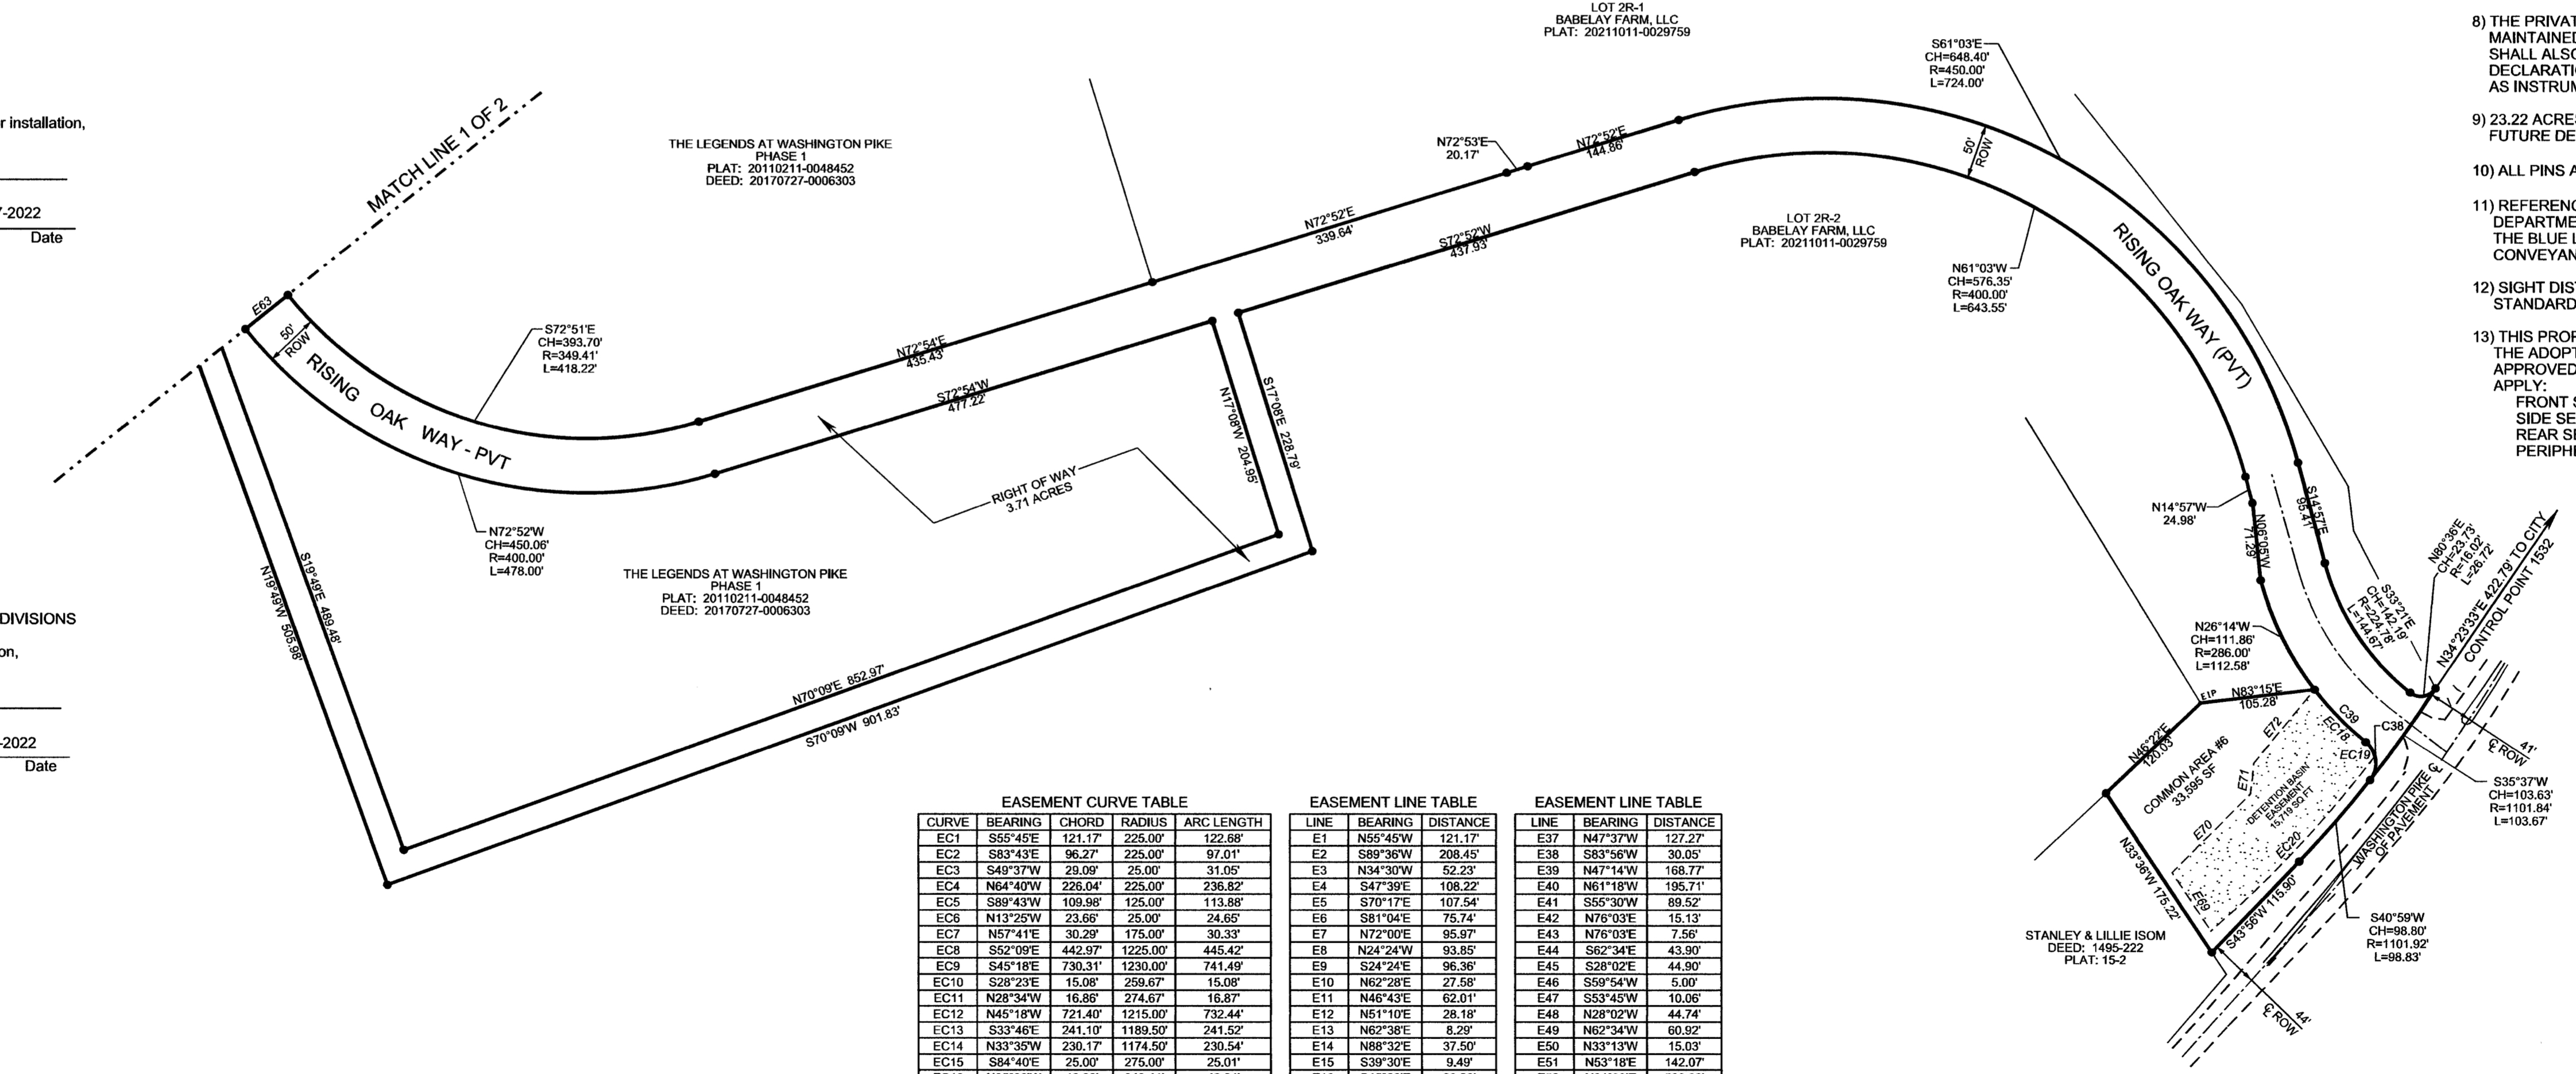 LOT 2R-1
BABELAY FARM, LLC
PLAT: 20211011-0029759
r installation,
7-2022
Date
DIVISIONS
on,
-2022
Date
MATCH LINE 1 OF 2
THE LEGENDS AT WASHINGTON PIKE
PHASE 1
PLAT: 20110211-0048452
DEED: 20170727-0006303
E63
50'
ROW
RISING OAK WAY - PVT
S72°51'E
CH=393.70'
R=349.41'
L=418.22'
N72°52'W
CH=450.06'
R=400.00'
L=478.00'
N72°54'E
435.43'
S72°54'W
477.22'
N72°52'E
339.64'
S72°52'W
437.93'
N72°53'E
20.17'
N72°52'E
144.86'
S61°03'E
CH=648.40'
R=450.00'
L=724.00'
50'
ROW
LOT 2R-2
BABELAY FARM, LLC
PLAT: 20211011-0029759
N61°03'W
CH=576.35'
R=400.00'
L=643.55'
RISING OAK WAY (PVT)
N17°08'W 204.95'
S17°08'E 228.79'
RIGHT OF WAY
3.71 ACRES
THE LEGENDS AT WASHINGTON PIKE
PHASE 1
PLAT: 20110211-0048452
DEED: 20170727-0006303
S19°49'E 489.48'
N19°49'W 505.98'
N70°09'E 852.97'
S70°09'W 901.83'
N14°57'W
24.98'
S14°57'E
95.41'
N06°05'W
71.29'
N26°14'W
CH=111.86'
R=286.00'
L=112.58'
S33°21'E
CH=142.19'
R=224.78'
L=144.67'
N80°36'E
CH=23.73'
R=16.02'
L=26.72'
N34°23'33"E 422.79' TO CITY
CONTROL POINT 1532
EIP
N83°15'E
105.28'
N46°22'E
120.03'
C39
EC18
C38
EC19
E72
E71
E70
E69
EC20
COMMON AREA #6
33,595 SF
DETENTION BASIN
EASEMENT
15,719 SQ.FT
N33°36'W 175.22'
S43°56'W 115.90'
WASHINGTON PIKE ℄
OF PAVEMENT
41'
℄ ROW
44'
℄ ROW
S35°37'W
CH=103.63'
R=1101.84'
L=103.67'
S40°59'W
CH=98.80'
R=1101.92'
L=98.83'
STANLEY & LILLIE ISOM
DEED: 1495-222
PLAT: 15-2
8) THE PRIVAT
MAINTAINED
SHALL ALSO
DECLARATIO
AS INSTRUM
9) 23.22 ACRES
FUTURE DE
10) ALL PINS A
11) REFERENC
DEPARTME
THE BLUE L
CONVEYAN
12) SIGHT DIST
STANDARD
13) THIS PROP
THE ADOPT
APPROVED
APPLY:
FRONT S
SIDE SE
REAR SE
PERIPHE
EASEMENT CURVE TABLE
CURVE BEARING CHORD RADIUS ARC LENGTH
EC1 S55°45'E 121.17' 225.00' 122.68'
EC2 S83°43'E 96.27' 225.00' 97.01'
EC3 S49°37'W 29.09' 25.00' 31.05'
EC4 N64°40'W 226.04' 225.00' 236.82'
EC5 S89°43'W 109.98' 125.00' 113.88'
EC6 N13°25'W 23.66' 25.00' 24.65'
EC7 N57°41'E 30.29' 175.00' 30.33'
EC8 S52°09'E 442.97' 1225.00' 445.42'
EC9 S45°18'E 730.31' 1230.00' 741.49'
EC10 S28°23'E 15.08' 259.67' 15.08'
EC11 N28°34'W 16.86' 274.67' 16.87'
EC12 N45°18'W 721.40' 1215.00' 732.44'
EC13 S33°46'E 241.10' 1189.50' 241.52'
EC14 N33°35'W 230.17' 1174.50' 230.54'
EC15 S84°40'E 25.00' 275.00' 25.01'
EASEMENT LINE TABLE
LINE BEARING DISTANCE
E1 N55°45'W 121.17'
E2 S89°36'W 208.45'
E3 N34°30'W 52.23'
E4 S47°39'E 108.22'
E5 S70°17'E 107.54'
E6 S81°04'E 75.74'
E7 N72°00'E 95.97'
E8 N24°24'W 93.85'
E9 S24°24'E 96.36'
E10 N62°28'E 27.58'
E11 N46°43'E 62.01'
E12 N51°10'E 28.18'
E13 N62°38'E 8.29'
E14 N88°32'E 37.50'
E15 S39°30'E 9.49'
EASEMENT LINE TABLE
LINE BEARING DISTANCE
E37 N47°37'W 127.27'
E38 S83°56'W 30.05'
E39 N47°14'W 168.77'
E40 N61°18'W 195.71'
E41 S55°30'W 89.52'
E42 N76°03'E 15.13'
E43 N76°03'E 7.56'
E44 S62°34'E 43.90'
E45 S28°02'E 44.90'
E46 S59°54'W 5.00'
E47 S53°45'W 10.06'
E48 N28°02'W 44.74'
E49 N62°34'W 60.92'
E50 N33°13'W 15.03'
E51 N53°18'E 142.07'